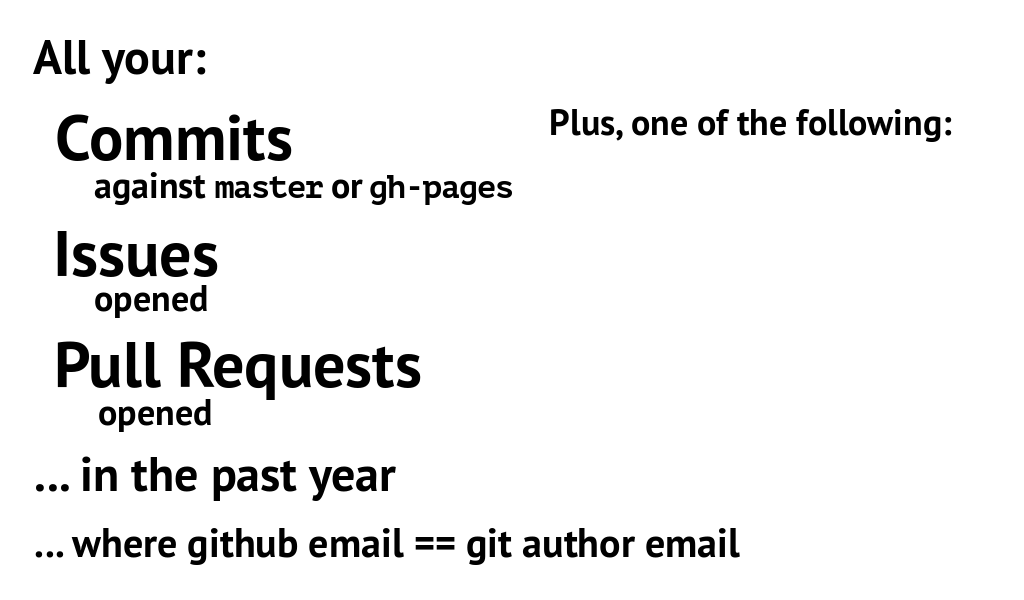 All your:
Commits
against master or gh-pages
Issues
opened
Pull Requests
opened
... in the past year
... where github email == git author email
Plus, one of the following: